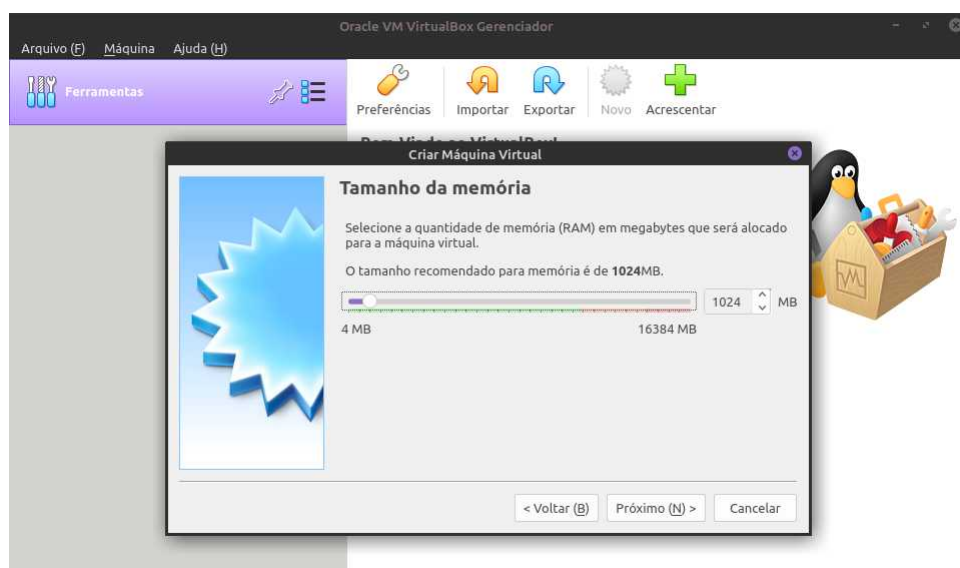 Oracle VM VirtualBox Gerenciador
Arquivo (F) Máquina Ajuda (H)
Ferramentas
Preferências Importar Exportar Novo Acrescentar
Criar Máquina Virtual
Tamanho da memória
Selecione a quantidade de memória (RAM) em megabytes que será alocado
para a máquina virtual.
O tamanho recomendado para memória é de 1024MB.
1024 MB
4 MB 16384 MB
< Voltar (B) Próximo (N) > Cancelar